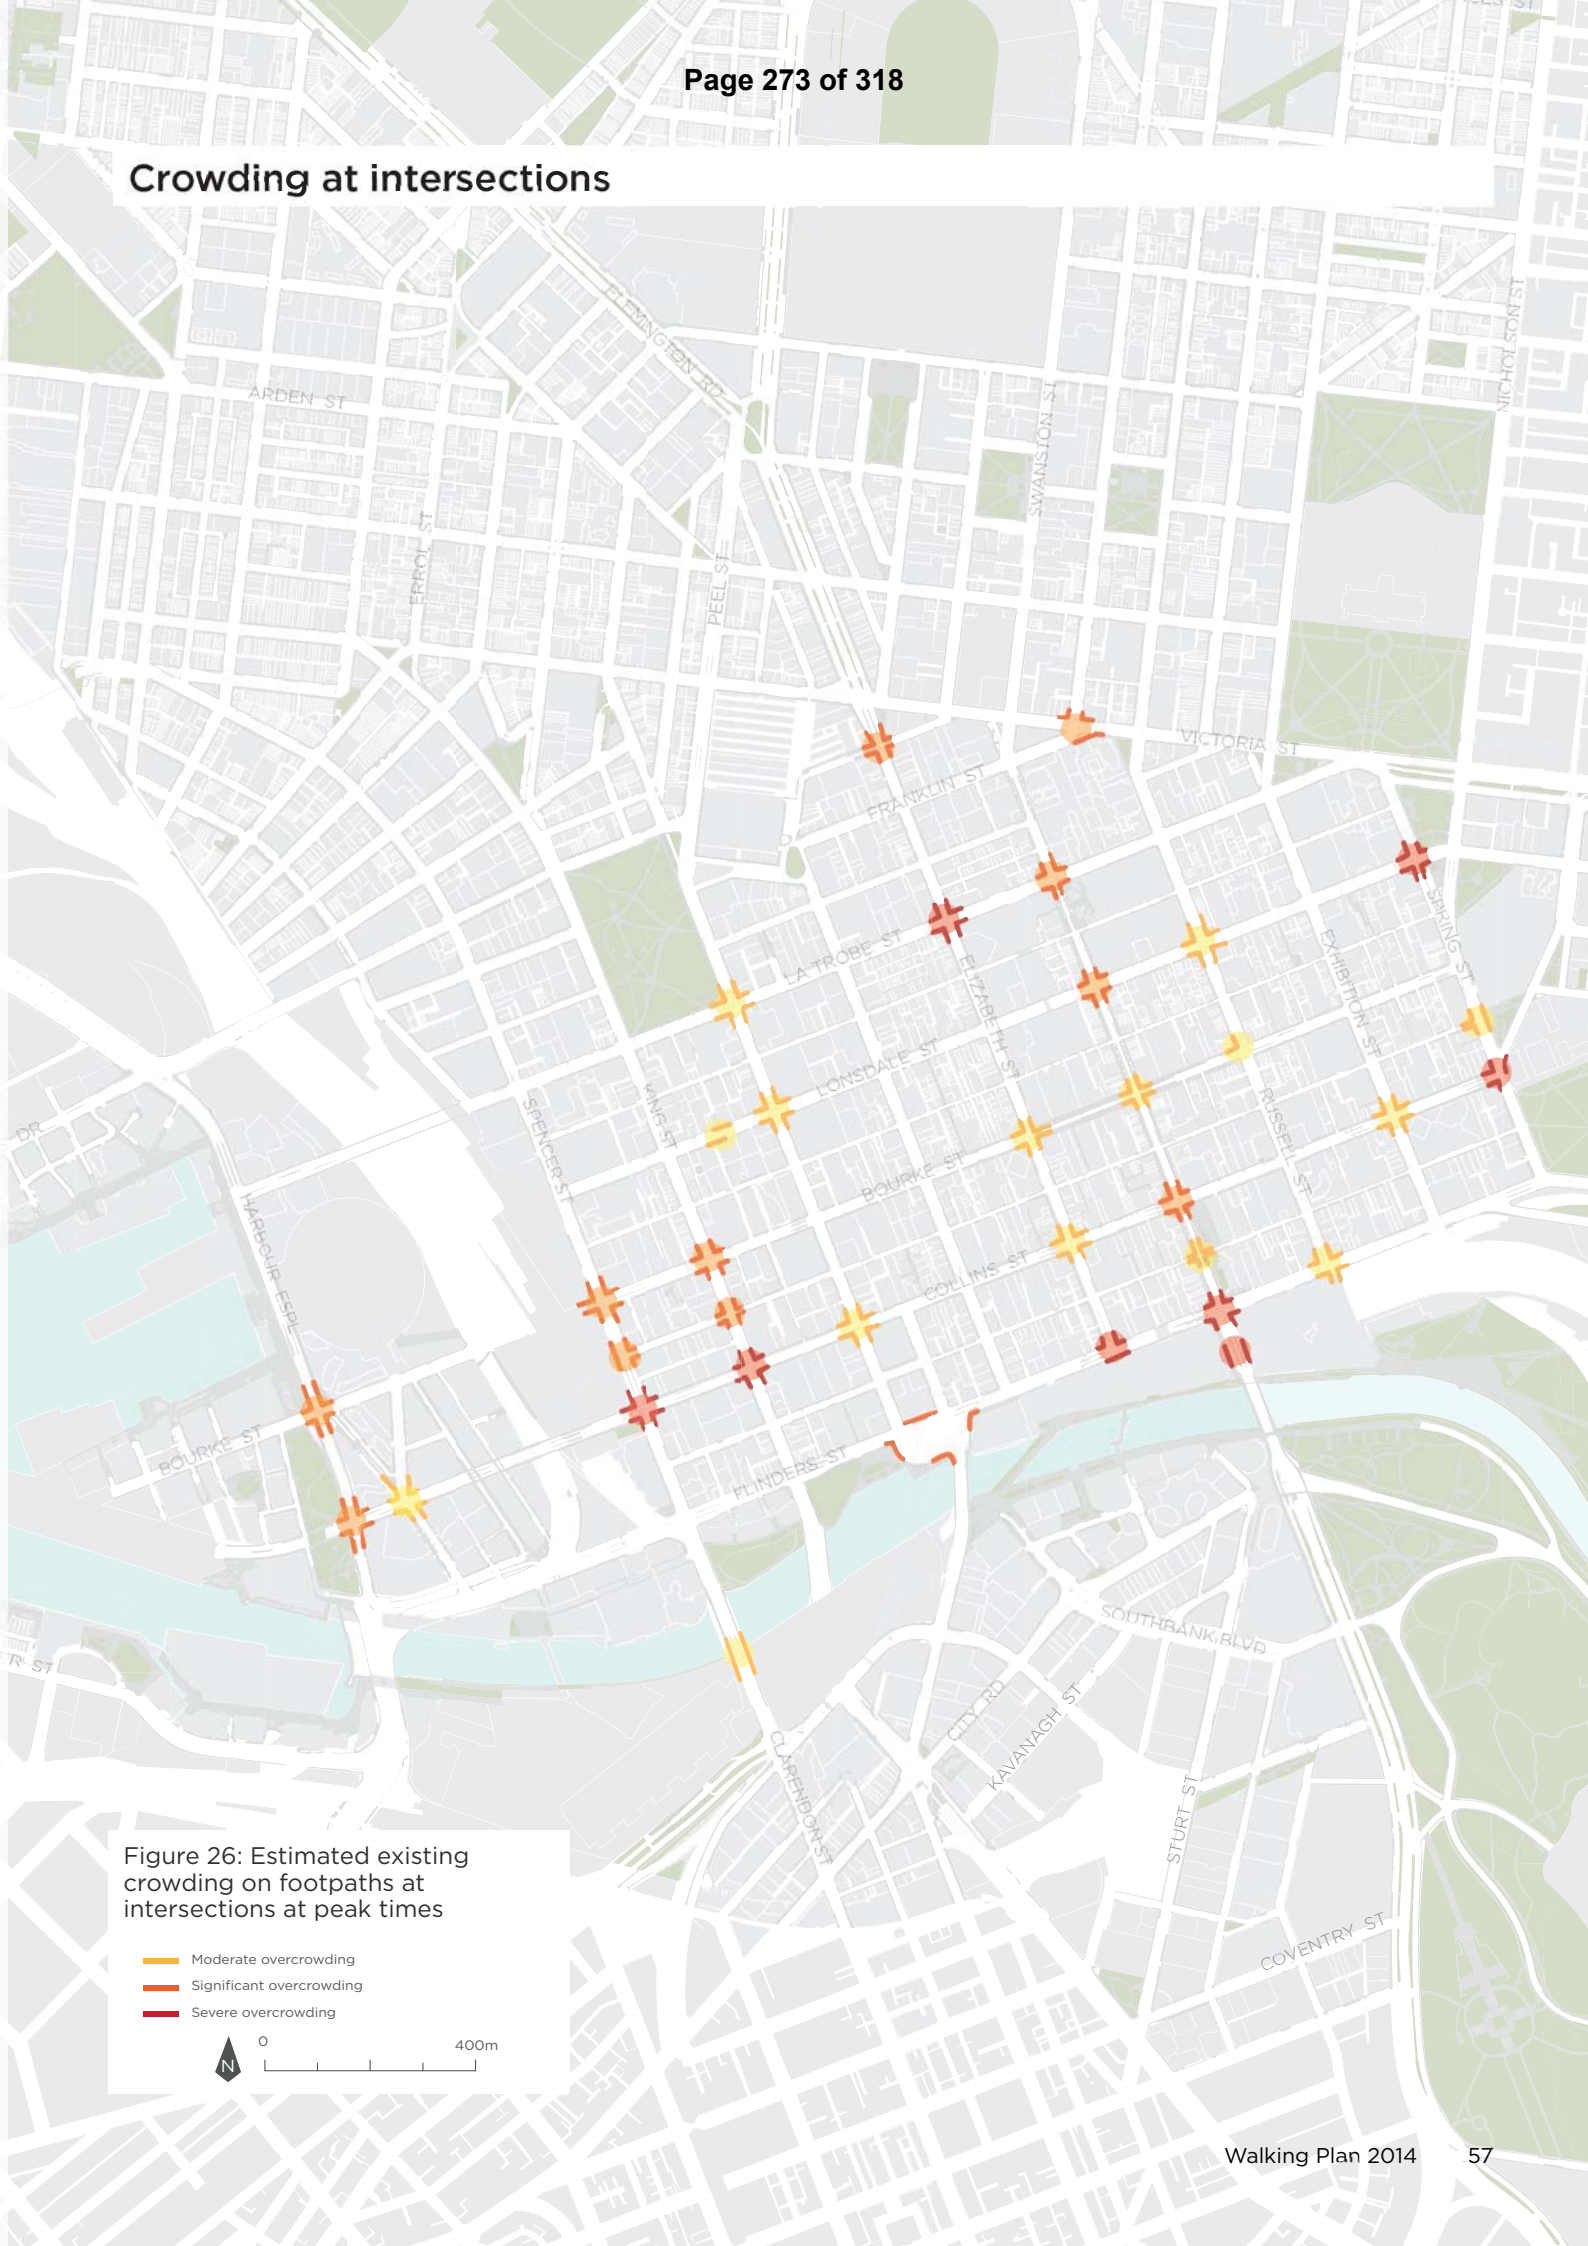 Page 273 of 318
Crowding at intersections
FLEMINGTON RD
NICHOLSON ST
ARDEN ST
SWANSTON ST
ERROL ST
PEEL ST
VICTORIA ST
FRANKLIN ST
SPRING ST
LA TROBE ST
EXHIBITION ST
ELIZABETH ST
LONSDALE ST
KING ST
SPENCER ST
RUSSELL ST
DR
BOURKE ST
HARBOUR ESPL
COLLINS ST
BOURKE ST
FLINDERS ST
SOUTHBANK BLVD
R ST
CITY RD
KAVANAGH ST
CLARENDON ST
STURT ST
COVENTRY ST
Figure 26: Estimated existing
crowding on footpaths at
intersections at peak times
Moderate overcrowding
Significant overcrowding
Severe overcrowding
0 400m
N
Walking Plan 2014 57